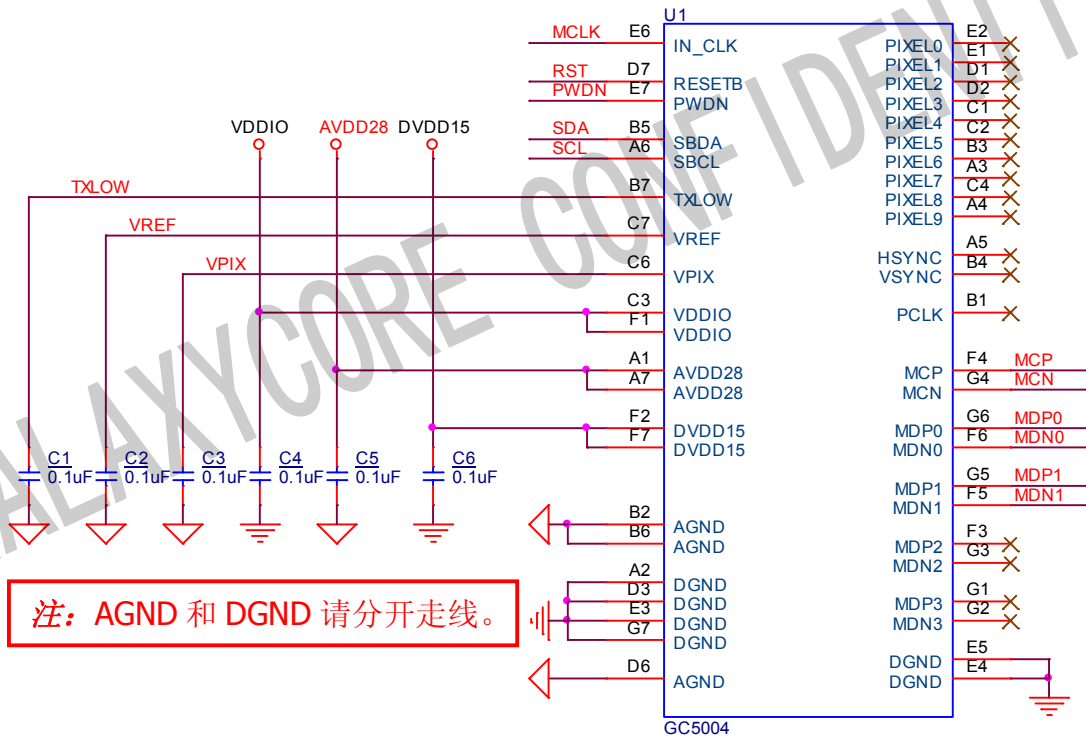 U1
MCLK E6 IN_CLK PIXEL0 E2
PIXEL1 E1
RST D7 RESETB PIXEL2 D1
PWDN E7 PWDN PIXEL3 D2
PIXEL4 C1
SDA B5 SBDA PIXEL5 C2
SCL A6 SBCL PIXEL6 B3
PIXEL7 A3
TXLOW B7 TXLOW PIXEL8 C4
PIXEL9 A4
VDDIO AVDD28 DVDD15
VREF C7 VREF HSYNC A5
VPIX C6 VPIX VSYNC B4
C3 VDDIO PCLK B1
F1 VDDIO
A1 AVDD28 MCP F4 MCP
A7 AVDD28 MCN G4 MCN
F2 DVDD15 MDP0 G6 MDP0
F7 DVDD15 MDN0 F6 MDN0
MDP1 G5 MDP1
MDN1 F5 MDN1
C1 C2 C3 C4 C5 C6
0.1uF 0.1uF 0.1uF 0.1uF 0.1uF 0.1uF
B2 AGND
B6 AGND MDP2 F3
MDN2 G3
A2 DGND
D3 DGND MDP3 G1
E3 DGND MDN3 G2
G7 DGND
DGND E5
D6 AGND DGND E4
GC5004
注：AGND 和 DGND 请分开走线。
ALAXYCORE CONFIDENTI